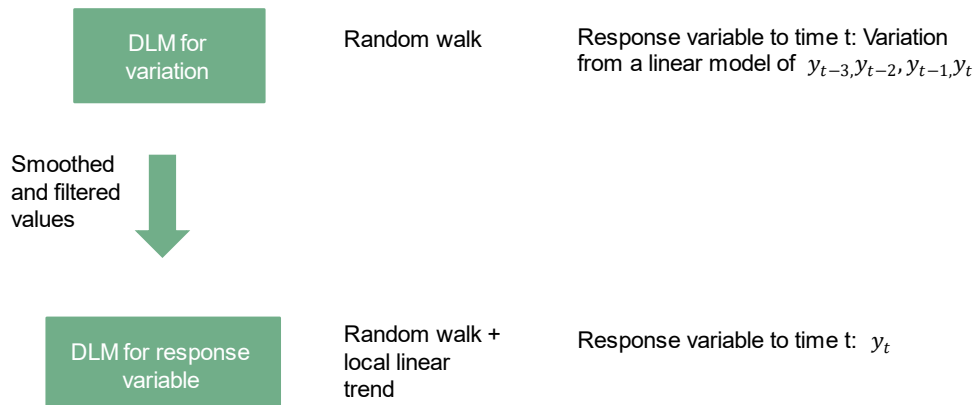 DLM for
variation
Random walk
Response variable to time t: Variation
from a linear model of y_{t−3,}y_{t−2}, y_{t−1,}y_t
Smoothed
and filtered
values
DLM for response
variable
Random walk +
local linear
trend
Response variable to time t: y_t